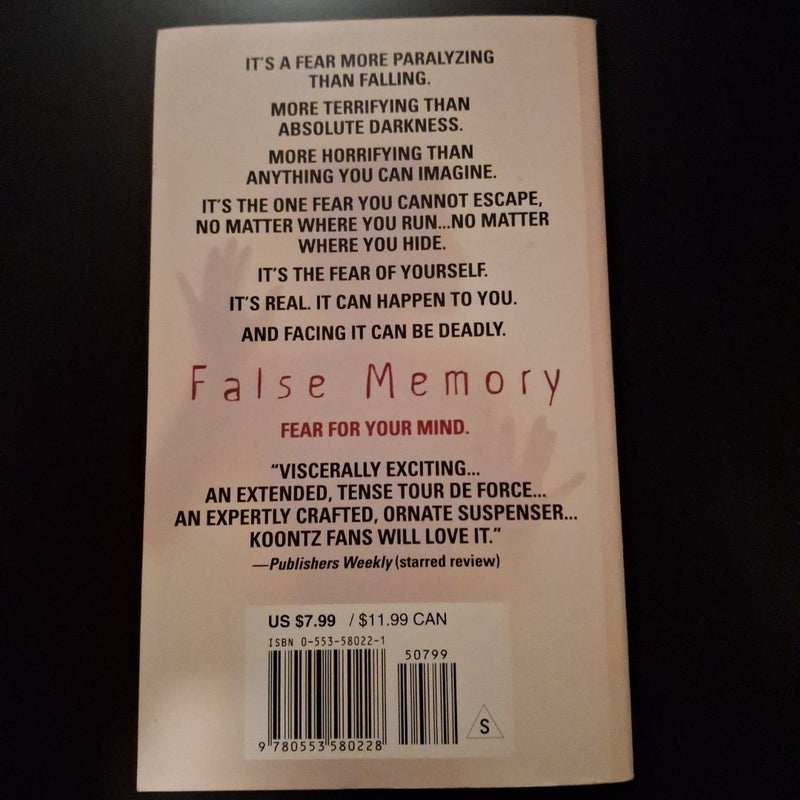 IT'S A FEAR MORE PARALYZING
THAN FALLING.
MORE TERRIFYING THAN
ABSOLUTE DARKNESS.
MORE HORRIFYING THAN
ANYTHING YOU CAN IMAGINE.
IT'S THE ONE FEAR YOU CANNOT ESCAPE,
NO MATTER WHERE YOU RUN...NO MATTER
WHERE YOU HIDE.
IT'S THE FEAR OF YOURSELF.
IT'S REAL. IT CAN HAPPEN TO YOU.
AND FACING IT CAN BE DEADLY.
False Memory
FEAR FOR YOUR MIND.
“VISCERALLY EXCITING...
AN EXTENDED, TENSE TOUR DE FORCE...
AN EXPERTLY CRAFTED, ORNATE SUSPENSER...
KOONTZ FANS WILL LOVE IT.”
—Publishers Weekly (starred review)
US $7.99 / $11.99 CAN
ISBN 0-553-58022-1
50799
9 780553 580228
S